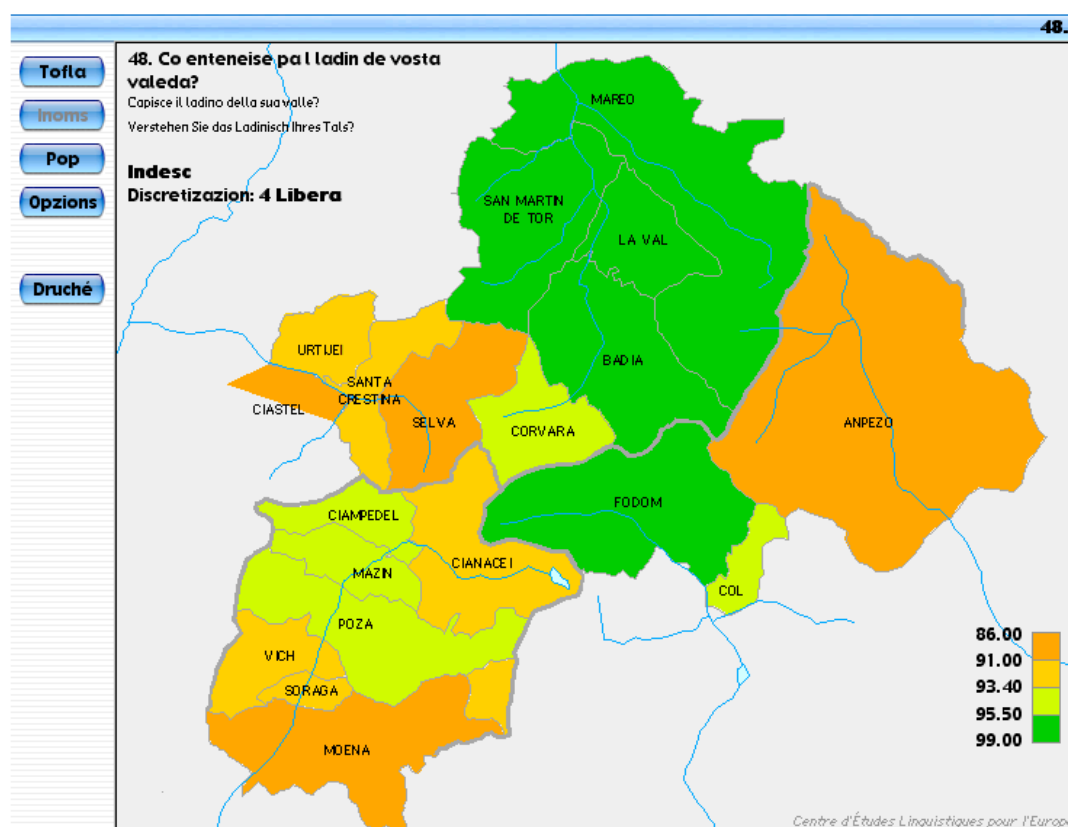 48.
Tofla
Inoms
Pop
Opzions
Druché
48. Co enteneise pa l ladin de vosta
valeda?
Capisce il ladino della sua valle?
Verstehen Sie das Ladinisch Ihres Tals?
Indesc
Discretizazion: 4 Libera
MAREO
SAN MARTIN
DE TOR
LA VAL
BADIA
URTIJEI
SANTA
CRESTINA
CIASTEL
SELVA
CORVARA
ANPEZO
FODOM
COL
CIAMPEDEL
CIANACEI
MAZIN
POZA
VICH
SORAGA
MOENA
86.00
91.00
93.40
95.50
99.00
Centre d'Études Linguistiques pour l'Europe